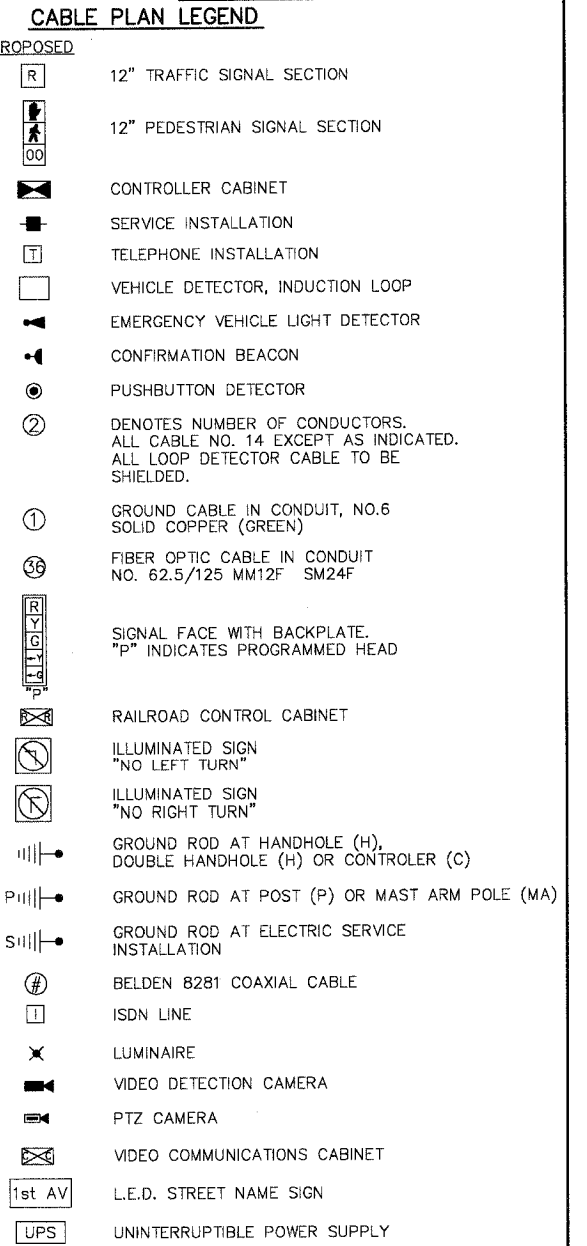 CABLE PLAN LEGEND
ROPOSED
R 12" TRAFFIC SIGNAL SECTION
00 12" PEDESTRIAN SIGNAL SECTION
CONTROLLER CABINET
SERVICE INSTALLATION
T TELEPHONE INSTALLATION
VEHICLE DETECTOR, INDUCTION LOOP
EMERGENCY VEHICLE LIGHT DETECTOR
CONFIRMATION BEACON
PUSHBUTTON DETECTOR
2 DENOTES NUMBER OF CONDUCTORS.
ALL CABLE NO. 14 EXCEPT AS INDICATED.
ALL LOOP DETECTOR CABLE TO BE
SHIELDED.
1 GROUND CABLE IN CONDUIT, NO.6
SOLID COPPER (GREEN)
36 FIBER OPTIC CABLE IN CONDUIT
NO. 62.5/125 MM12F SM24F
R
Y
G
←Y
←G
"P"
SIGNAL FACE WITH BACKPLATE.
"P" INDICATES PROGRAMMED HEAD
R R RAILROAD CONTROL CABINET
ILLUMINATED SIGN
"NO LEFT TURN"
ILLUMINATED SIGN
"NO RIGHT TURN"
GROUND ROD AT HANDHOLE (H),
DOUBLE HANDHOLE (H) OR CONTROLER (C)
P GROUND ROD AT POST (P) OR MAST ARM POLE (MA)
S GROUND ROD AT ELECTRIC SERVICE
INSTALLATION
# BELDEN 8281 COAXIAL CABLE
I ISDN LINE
LUMINAIRE
VIDEO DETECTION CAMERA
PTZ CAMERA
C C VIDEO COMMUNICATIONS CABINET
1st AV L.E.D. STREET NAME SIGN
UPS UNINTERRUPTIBLE POWER SUPPLY